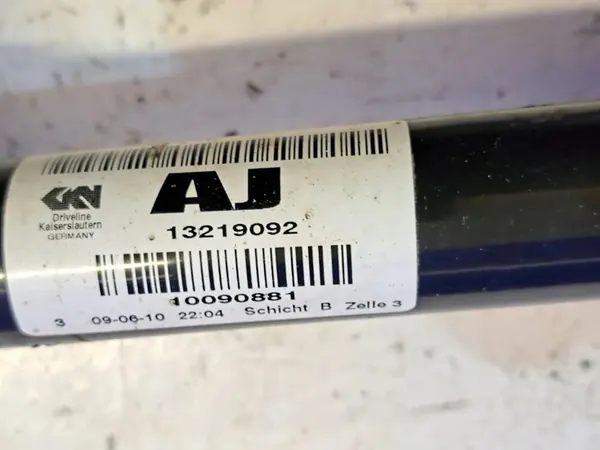 AJ
GKN
Driveline
Kaiserslautern
GERMANY
13219092
10090881
3 09-06-10 22:04 Schicht B Zelle 3